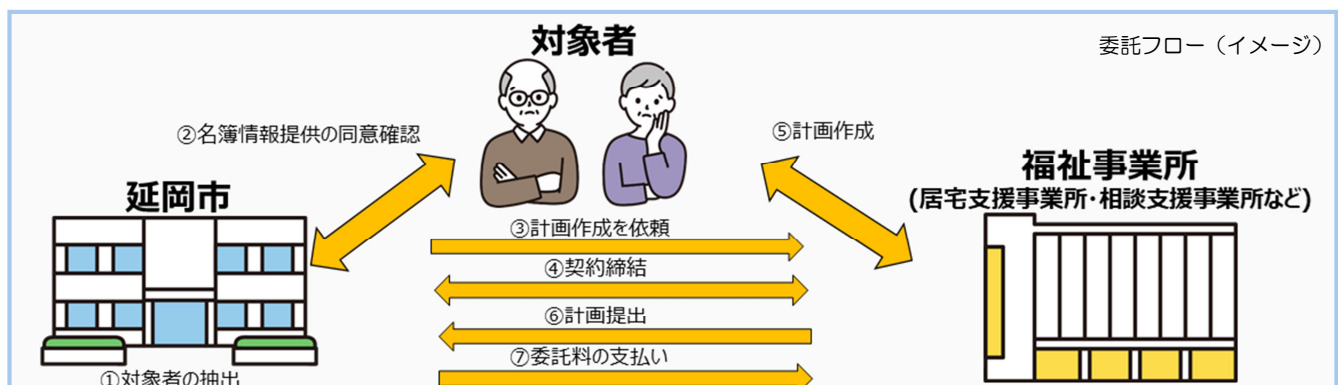 委託フロー（イメージ）
対象者
②名簿情報提供の同意確認
⑤計画作成
延岡市
福祉事業所
(居宅支援事業所・相談支援事業所など)
③計画作成を依頼
④契約締結
⑥計画提出
⑦委託料の支払い
①対象者の抽出